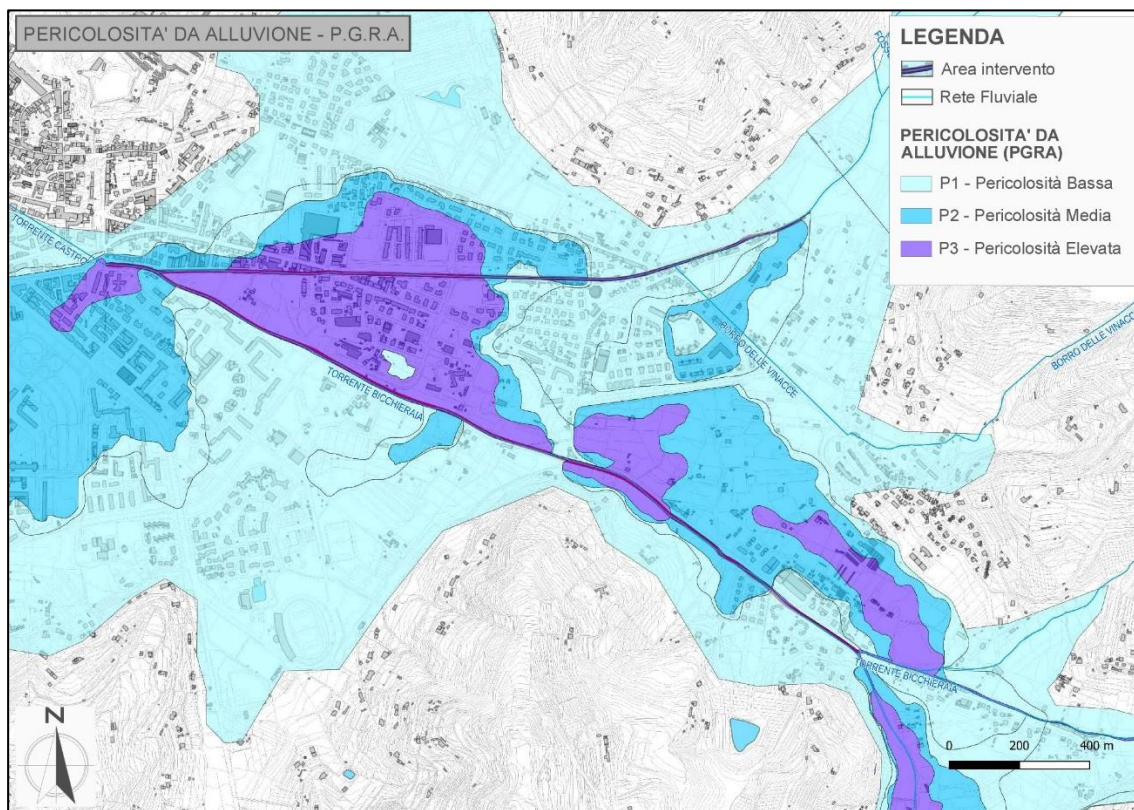 PERICOLOSITA' DA ALLUVIONE - P.G.R.A.
LEGENDA
Area intervento
Rete Fluviale
PERICOLOSITA' DA
ALLUVIONE (PGRA)
P1 - Pericolosità Bassa
P2 - Pericolosità Media
P3 - Pericolosità Elevata
TORRENTE CASTRO
TORRENTE BICCHIERAIA
BORRO DELLE VINACCE
BORRO DELLE VINACCE
TORRENTE BICCHIERAIA
N
0 200 400 m